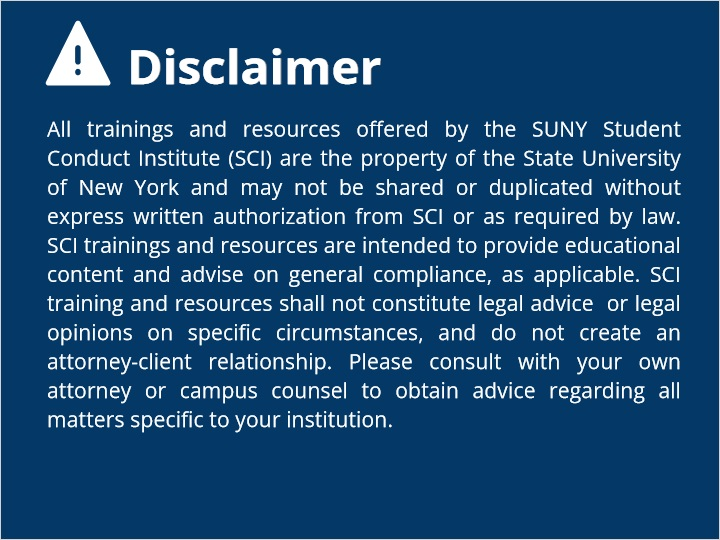 Disclaimer
All trainings and resources offered by the SUNY Student
Conduct Institute (SCI) are the property of the State University
of New York and may not be shared or duplicated without
express written authorization from SCI or as required by law.
SCI trainings and resources are intended to provide educational
content and advise on general compliance, as applicable. SCI
training and resources shall not constitute legal advice  or legal
opinions on specific circumstances, and do not create an
attorney-client relationship. Please consult with your own
attorney or campus counsel to obtain advice regarding all
matters specific to your institution.